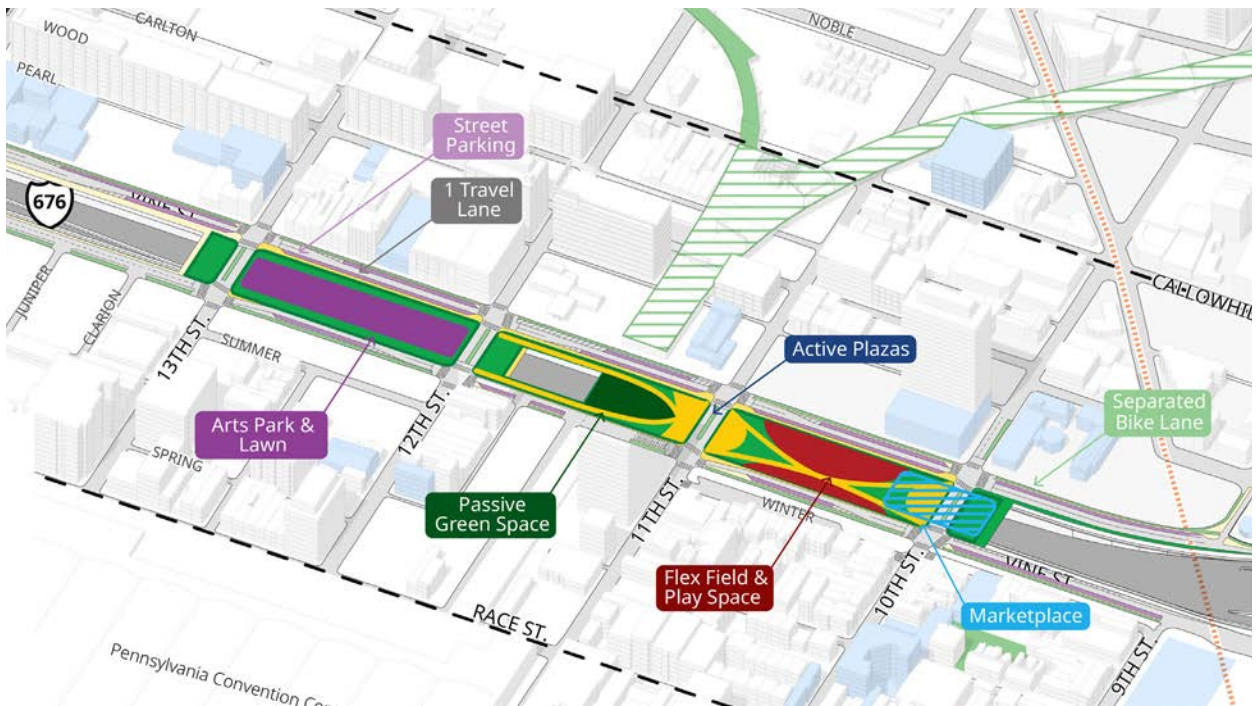 CARLTON
WOOD
PEARL
NOBLE
Street
Parking
1 Travel
Lane
VINE ST.
676
CALLOWHIL
JUNIPER
CLARION
13TH ST.
SUMMER
Active Plazas
Separated
Bike Lane
Arts Park &
Lawn
12TH ST.
SPRING
Passive
Green Space
11TH ST.
WINTER
Flex Field &
Play Space
10TH ST.
VINE ST.
Marketplace
RACE ST.
9TH ST.
Pennsylvania Convention Cen